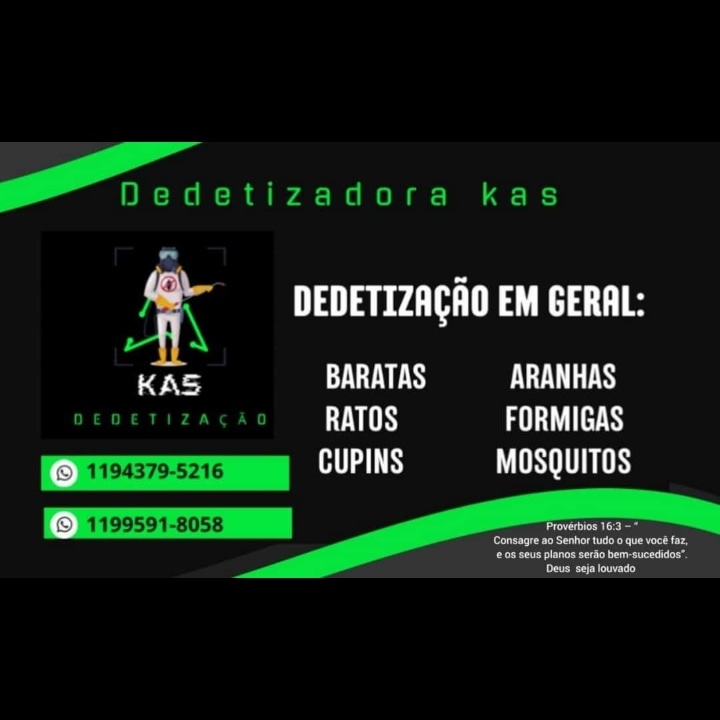 Dedetizadora kas
KAS
DEDETIZAÇÃO
1194379-5216
1199591-8058
DEDETIZAÇÃO EM GERAL:
BARATAS
RATOS
CUPINS
ARANHAS
FORMIGAS
MOSQUITOS
Provérbios 16:3 – “
Consagre ao Senhor tudo o que você faz,
e os seus planos serão bem-sucedidos”.
Deus seja louvado